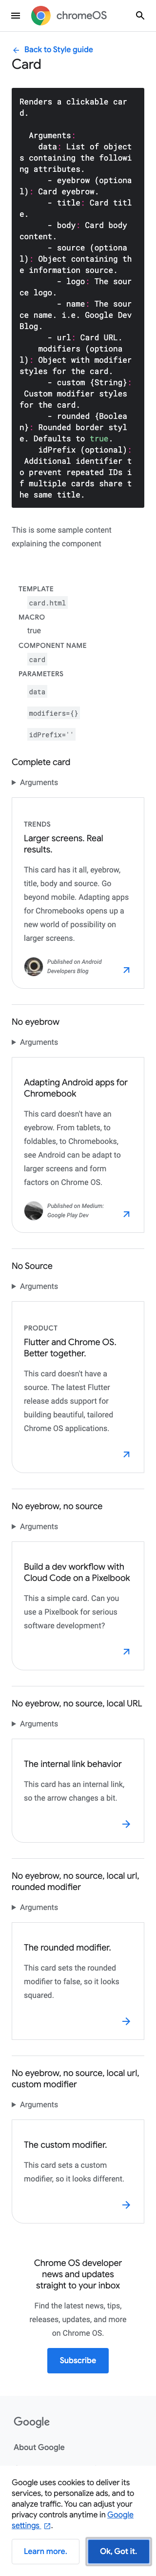 chromeOS
Back to Style guide
Card
Renders a clickable car
d.
Arguments:
data: List of object
s containing the followi
ng attributes.
- eyebrow (optiona
l): Card eyebrow.
- title: Card titl
e.
- body: Card body
content.
- source (optiona
l): Object containing th
e information source.
- logo: The sour
ce logo.
- name: The sour
ce name. i.e. Google Dev
Blog.
- url: Card URL.
modifiers (optiona
l): Object with modifier
styles for the card.
- custom {String}:
Custom modifier styles
for the card.
- rounded {Boolea
n}: Rounded border styl
e. Defaults to true.
idPrefix (optional):
Additional identifier t
o prevent repeated IDs i
f multiple cards share t
he same title.
This is some sample content
explaining the component
TEMPLATE
card.html
MACRO
true
COMPONENT NAME
card
PARAMETERS
data
modifiers={}
idPrefix=''
Complete card
Arguments
TRENDS
Larger screens. Real
results.
This card has it all, eyebrow,
title, body and source. Go
beyond mobile. Adapting apps
for Chromebooks opens up a
new world of possibility on
larger screens.
Published on Android
Developers Blog
No eyebrow
Arguments
Adapting Android apps for
Chromebook
This card doesn't have an
eyebrow. From tablets, to
foldables, to Chromebooks,
see Android can be adapt to
larger screens and form
factors on Chrome OS.
Published on Medium:
Google Play Dev
No Source
Arguments
PRODUCT
Flutter and Chrome OS.
Better together.
This card doesn't have a
source. The latest Flutter
release adds support for
building beautiful, tailored
Chrome OS applications.
No eyebrow, no source
Arguments
Build a dev workflow with
Cloud Code on a Pixelbook
This a simple card. Can you
use a Pixelbook for serious
software development?
No eyebrow, no source, local URL
Arguments
The internal link behavior
This card has an internal link,
so the arrow changes a bit.
No eyebrow, no source, local url,
rounded modifier
Arguments
The rounded modifier.
This card sets the rounded
modifier to false, so it looks
squared.
No eyebrow, no source, local url,
custom modifier
Arguments
The custom modifier.
This card sets a custom
modifier, so it looks different.
Chrome OS developer
news and updates
straight to your inbox
Find the latest news, tips,
releases, updates, and more
on Chrome OS.
Subscribe
Google
About Google
Google uses cookies to deliver its
services, to personalize ads, and to
analyze traffic. You can adjust your
privacy controls anytime in Google
settings.
Learn more.
Ok, Got it.